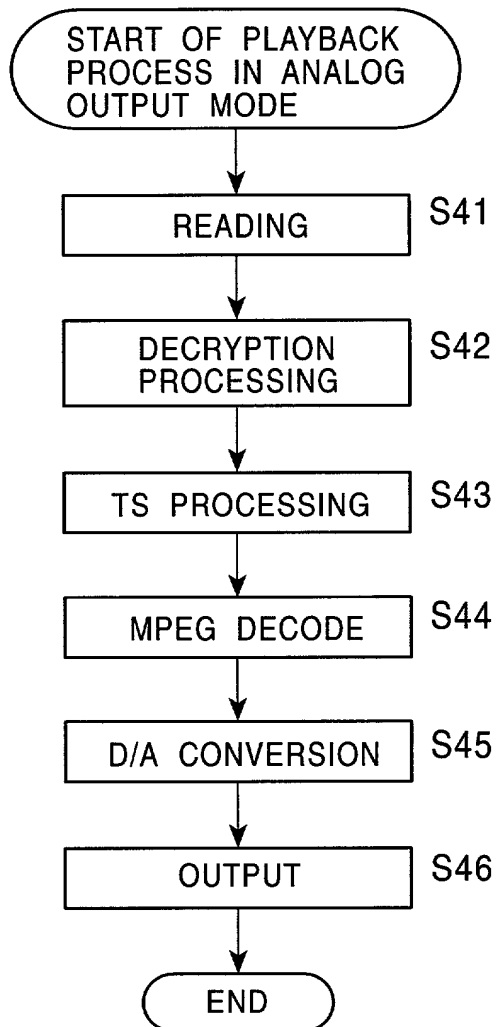 START OF PLAYBACK
PROCESS IN ANALOG
OUTPUT MODE
READING
S41
DECRYPTION
PROCESSING
S42
TS PROCESSING
S43
MPEG DECODE
S44
D/A CONVERSION
S45
OUTPUT
S46
END